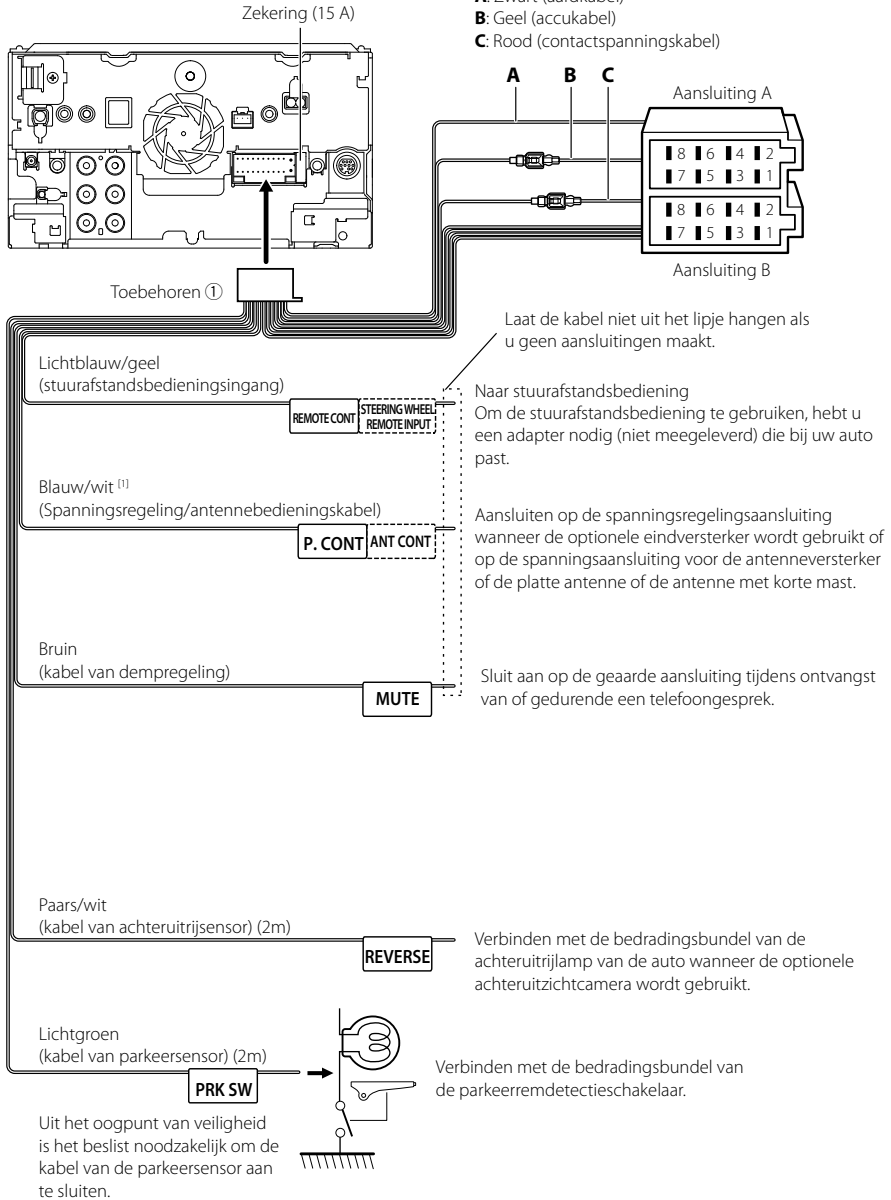 Zekering (15 A)
A: Zwart (aardkabel)
B: Geel (accukabel)
C: Rood (contactspanningskabel)
A B C
Aansluiting A
8 6 4 2
7 5 3 1
8 6 4 2
7 5 3 1
Aansluiting B
Toebehoren ①
Laat de kabel niet uit het lipje hangen als
u geen aansluitingen maakt.
Lichtblauw/geel
(stuurafstandsbedieningsingang)
REMOTE CONT
STEERING WHEEL
REMOTE INPUT
Naar stuurafstandsbediening
Om de stuurafstandsbediening te gebruiken, hebt u
een adapter nodig (niet meegeleverd) die bij uw auto
past.
Blauw/wit [1]
(Spanningsregeling/antennebedieningskabel)
P. CONT
ANT CONT
Aansluiten op de spanningsregelingsaansluiting
wanneer de optionele eindversterker wordt gebruikt of
op de spanningsaansluiting voor de antenneversterker
of de platte antenne of de antenne met korte mast.
Bruin
(kabel van dempregeling)
MUTE
Sluit aan op de geaarde aansluiting tijdens ontvangst
van of gedurende een telefoongesprek.
Paars/wit
(kabel van achteruitrijsensor) (2m)
REVERSE
Verbinden met de bedradingsbundel van de
achteruitrijlamp van de auto wanneer de optionele
achteruitzichtcamera wordt gebruikt.
Lichtgroen
(kabel van parkeersensor) (2m)
PRK SW
Verbinden met de bedradingsbundel van
de parkeerremdetectieschakelaar.
Uit het oogpunt van veiligheid
is het beslist noodzakelijk om de
kabel van de parkeersensor aan
te sluiten.